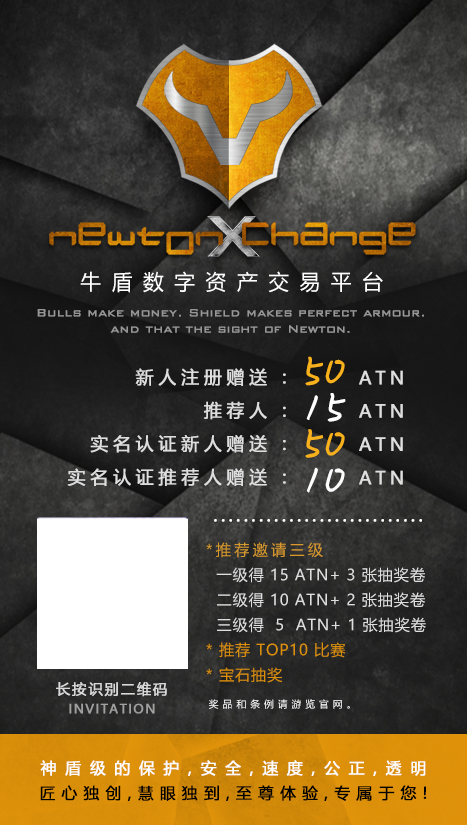 newtonXchange
牛盾数字资产交易平台
Bulls make money. Shield makes perfect armour.
and that the sight of Newton.
新人注册赠送 : 50 ATN
推荐人 : 15 ATN
实名认证新人赠送 : 50 ATN
实名认证推荐人赠送 : 10 ATN
*推荐邀请三级
一级得 15 ATN+ 3 张抽奖卷
二级得 10 ATN+ 2 张抽奖卷
三级得 5 ATN+ 1 张抽奖卷
* 推荐 TOP10 比赛
* 宝石抽奖
奖品和条例请游览官网。
长按识别二维码
INVITATION
神盾级的保护,安全,速度,公正,透明
匠心独创,慧眼独到,至尊体验,专属于您!